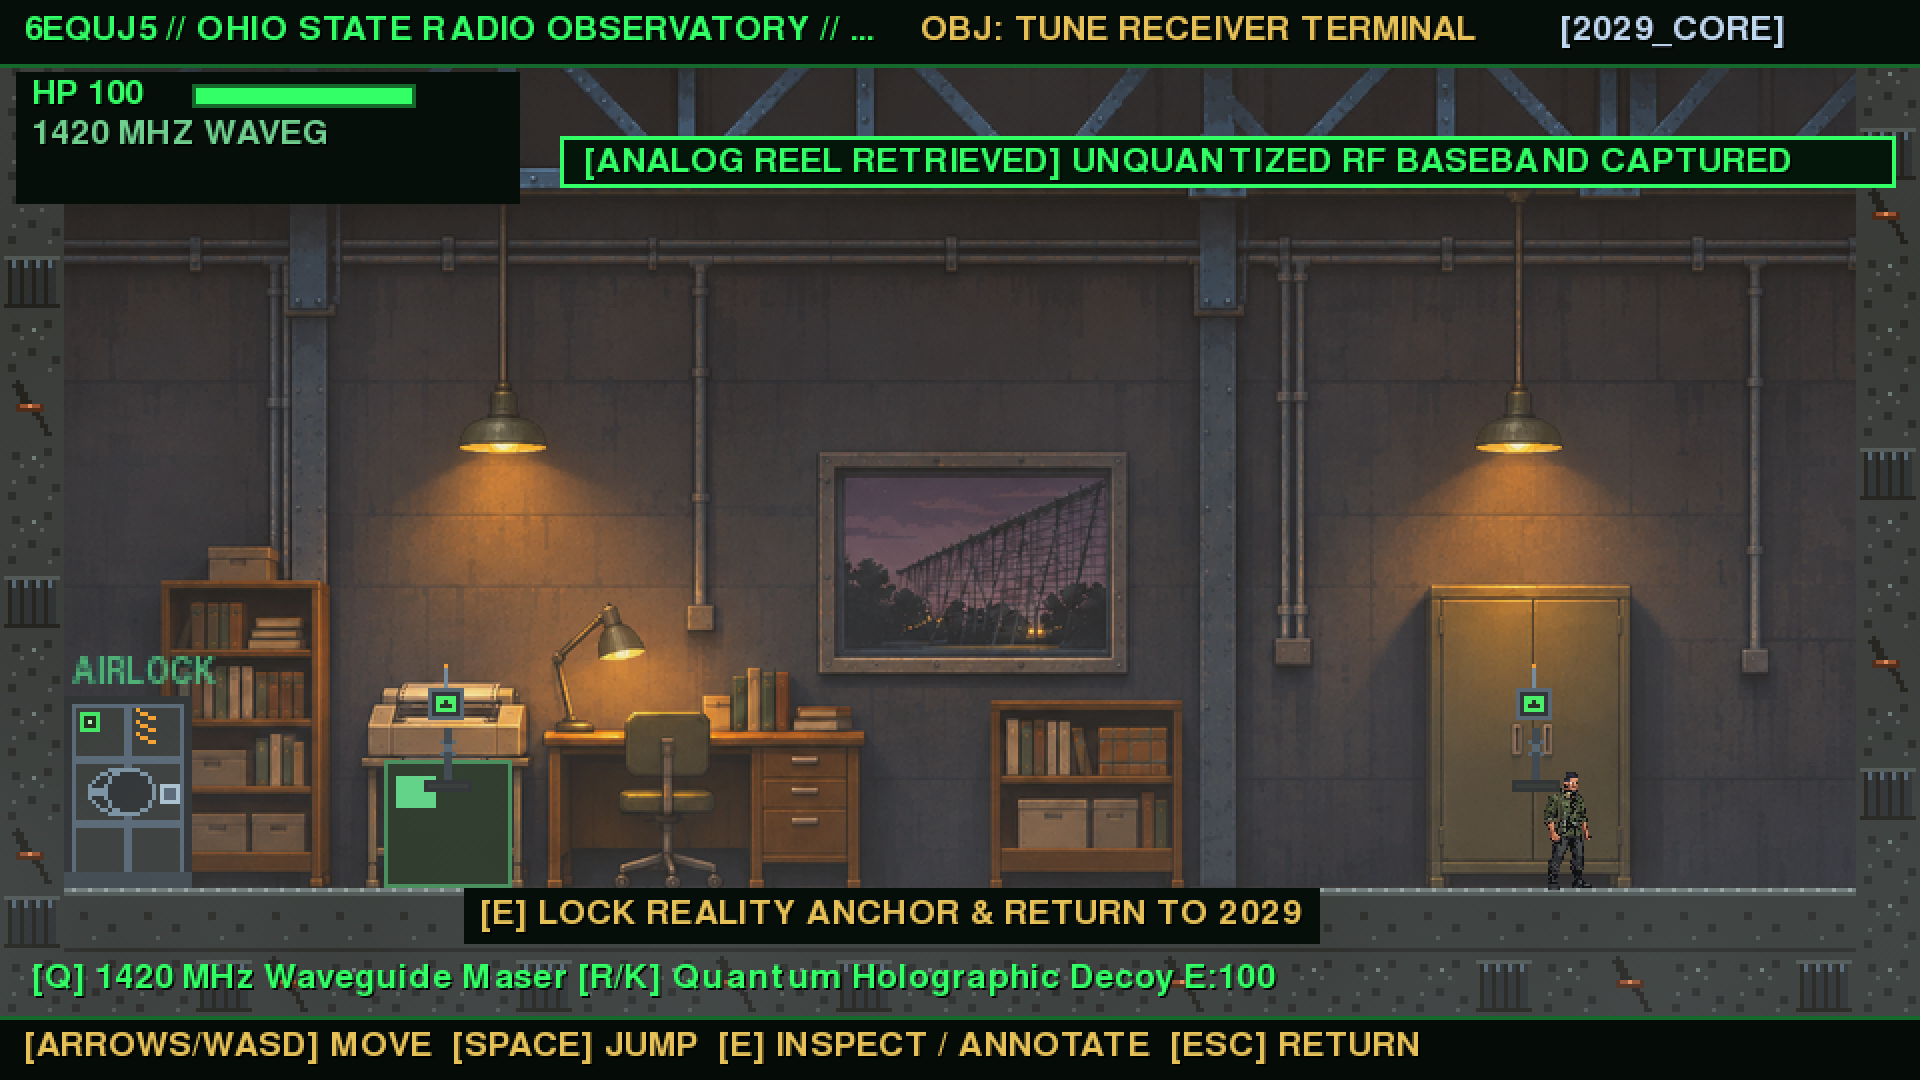 6EQUJ5 // OHIO STATE RADIO OBSERVATORY // ... OBJ: TUNE RECEIVER TERMINAL [2029_CORE]
HP 100
1420 MHZ WAVEG
[ANALOG REEL RETRIEVED] UNQUANTIZED RF BASEBAND CAPTURED
AIRLOCK
[E] LOCK REALITY ANCHOR & RETURN TO 2029
[Q] 1420 MHz Waveguide Maser [R/K] Quantum Holographic Decoy E:100
[ARROWS/WASD] MOVE [SPACE] JUMP [E] INSPECT / ANNOTATE [ESC] RETURN